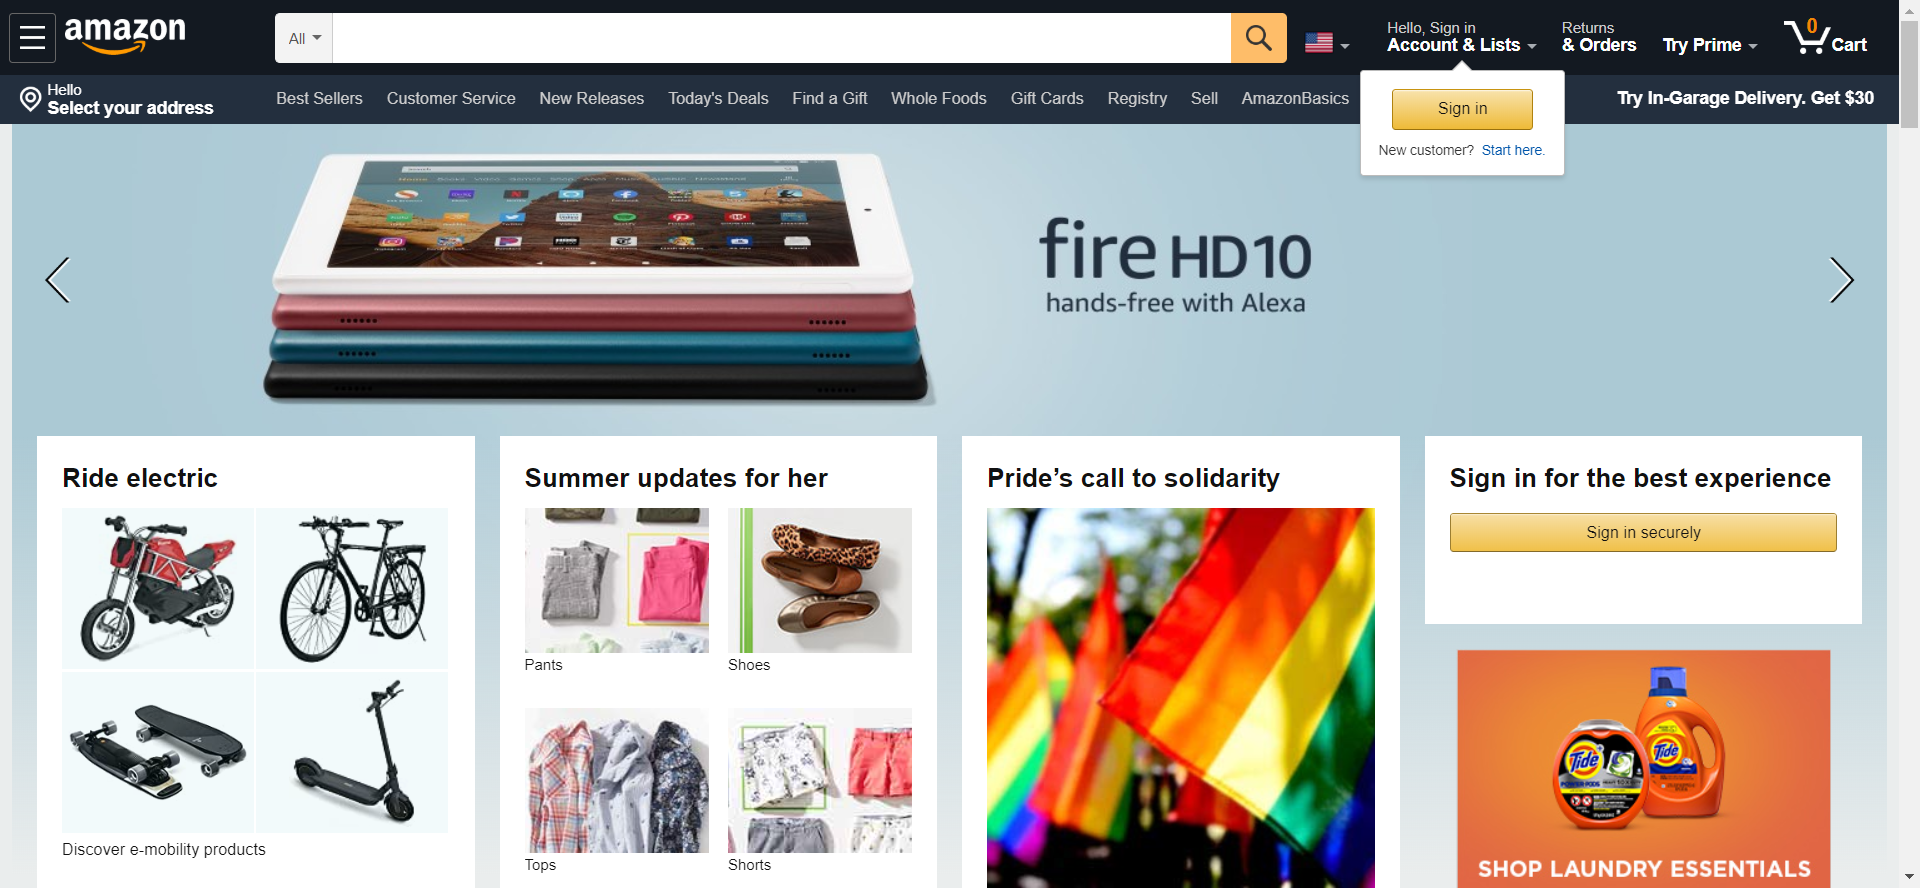 amazon
All
Hello, Sign in
Account & Lists
Returns
& Orders
Try Prime
0
Cart
Hello
Select your address
Best Sellers
Customer Service
New Releases
Today's Deals
Find a Gift
Whole Foods
Gift Cards
Registry
Sell
AmazonBasics
Try In-Garage Delivery. Get $30
Sign in
New customer? Start here.
fire HD10
hands-free with Alexa
Ride electric
Discover e-mobility products
Summer updates for her
Pants
Shoes
Tops
Shorts
Pride’s call to solidarity
Sign in for the best experience
Sign in securely
Tide
Tide
SHOP LAUNDRY ESSENTIALS